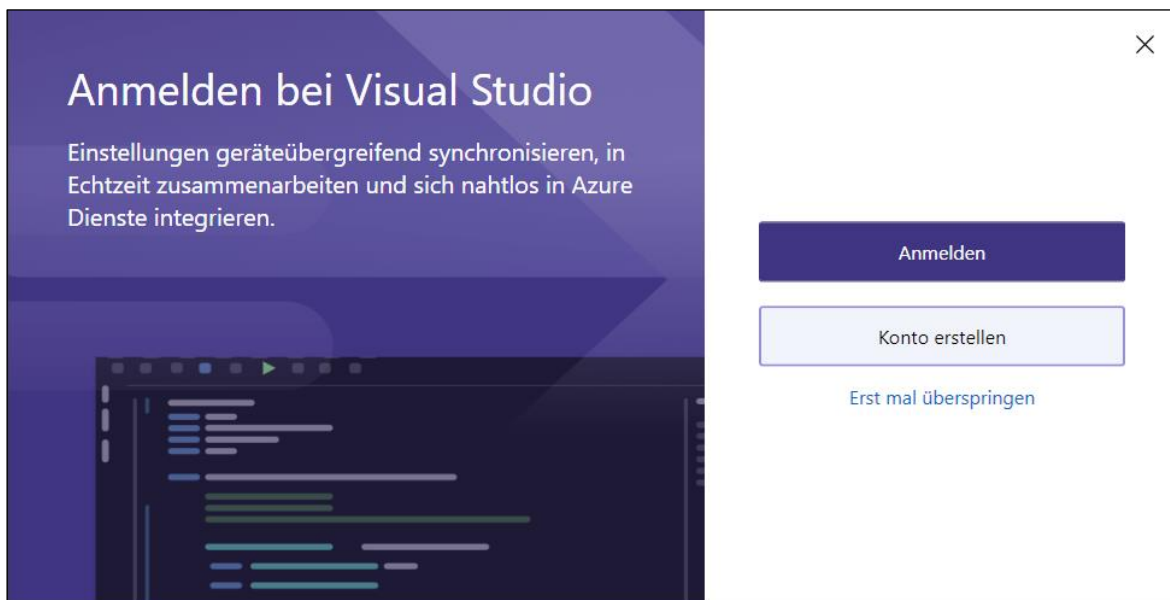 Anmelden bei Visual Studio
Einstellungen geräteübergreifend synchronisieren, in
Echtzeit zusammenarbeiten und sich nahtlos in Azure
Dienste integrieren.
Anmelden
Konto erstellen
Erst mal überspringen